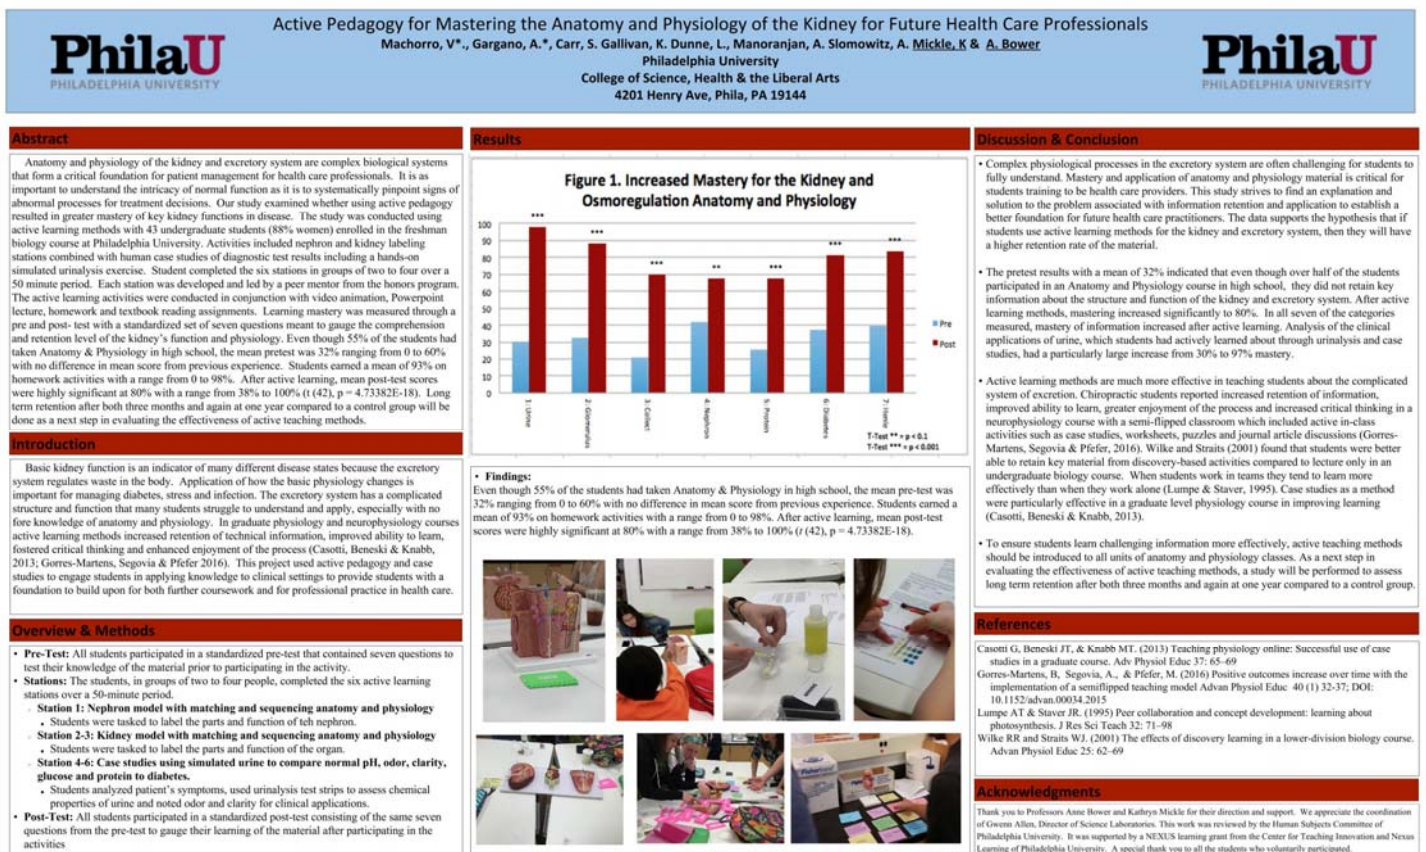 Active Pedagogy for Mastering the Anatomy and Physiology of the Kidney for Future Health Care Professionals
Machorro, V*., Gargano, A.*, Carr, S. Gallivan, K. Dunne, L., Manoranjan, A. Slomowitz, A. Mickle, K & A. Bower
Philadelphia University
College of Science, Health & the Liberal Arts
4201 Henry Ave, Phila, PA 19144
PhilaU
PHILADELPHIA UNIVERSITY
PhilaU
PHILADELPHIA UNIVERSITY
Abstract
Anatomy and physiology of the kidney and excretory system are complex biological systems
that form a critical foundation for patient management for health care professionals. It is as
important to understand the intricacy of normal function as it is to systematically pinpoint signs of
abnormal processes for treatment decisions. Our study examined whether using active pedagogy
resulted in greater mastery of key kidney functions in disease. The study was conducted using
active learning methods with 43 undergraduate students (88% women) enrolled in the freshman
biology course at Philadelphia University. Activities included nephron and kidney labeling
stations combined with human case studies of diagnostic test results including a hands-on
simulated urinalysis exercise. Student completed the six stations in groups of two to four over a
50 minute period. Each station was developed and led by a peer mentor from the honors program.
The active learning activities were conducted in conjunction with video animation, Powerpoint
lecture, homework and textbook reading assignments. Learning mastery was measured through a
pre and post- test with a standardized set of seven questions meant to gauge the comprehension
and retention level of the kidney's function and physiology. Even though 55% of the students had
taken Anatomy & Physiology in high school, the mean pretest was 32% ranging from 0 to 60%
with no difference in mean score from previous experience. Students earned a mean of 93% on
homework activities with a range from 0 to 98%. After active learning, mean post-test scores
were highly significant at 80% with a range from 38% to 100% (t (42), p = 4.73382E-18). Long
term retention after both three months and again at one year compared to a control group will be
done as a next step in evaluating the effectiveness of active teaching methods.
Introduction
Basic kidney function is an indicator of many different disease states because the excretory
system regulates waste in the body. Application of how the basic physiology changes is
important for managing diabetes, stress and infection. The excretory system has a complicated
structure and function that many students struggle to understand and apply, especially with no
fore knowledge of anatomy and physiology. In graduate physiology and neurophysiology courses
active learning methods increased retention of technical information, improved ability to learn,
fostered critical thinking and enhanced enjoyment of the process (Casotti, Beneski & Knabb,
2013; Gorres-Martens, Segovia & Pfefer 2016). This project used active pedagogy and case
studies to engage students in applying knowledge to clinical settings to provide students with a
foundation to build upon for both further coursework and for professional practice in health care.
Overview & Methods
• Pre-Test: All students participated in a standardized pre-test that contained seven questions to
test their knowledge of the material prior to participating in the activity.
• Stations: The students, in groups of two to four people, completed the six active learning
stations over a 50-minute period.
Station 1: Nephron model with matching and sequencing anatomy and physiology
• Students were tasked to label the parts and function of teh nephron.
Station 2-3: Kidney model with matching and sequencing anatomy and physiology
• Students were tasked to label the parts and function of the organ.
Station 4-6: Case studies using simulated urine to compare normal pH, odor, clarity,
glucose and protein to diabetes.
• Students analyzed patient's symptoms, used urinalysis test strips to assess chemical
properties of urine and noted odor and clarity for clinical applications.
• Post-Test: All students participated in a standardized post-test consisting of the same seven
questions from the pre-test to gauge their learning of the material after participating in the
activities
Results
Figure 1. Increased Mastery for the Kidney and
Osmoregulation Anatomy and Physiology
100
90
80
70
60
50
40
30
20
10
0
***
***
***
**
***
***
***
1: Urine
2: Glomerulus
3: Collect
4: Nephron
5: Protein
6: Diabetes
7: Henle
Pre
Post
T-Test ** = p < 0.1
T-Test *** = p < 0.001
• Findings:
Even though 55% of the students had taken Anatomy & Physiology in high school, the mean pre-test was
32% ranging from 0 to 60% with no difference in mean score from previous experience. Students earned a
mean of 93% on homework activities with a range from 0 to 98%. After active learning, mean post-test
scores were highly significant at 80% with a range from 38% to 100% (t (42), p = 4.73382E-18).
Discussion & Conclusion
• Complex physiological processes in the excretory system are often challenging for students to
fully understand. Mastery and application of anatomy and physiology material is critical for
students training to be health care providers. This study strives to find an explanation and
solution to the problem associated with information retention and application to establish a
better foundation for future health care practitioners. The data supports the hypothesis that if
students use active learning methods for the kidney and excretory system, then they will have
a higher retention rate of the material.
• The pretest results with a mean of 32% indicated that even though over half of the students
participated in an Anatomy and Physiology course in high school, they did not retain key
information about the structure and function of the kidney and excretory system. After active
learning methods, mastering increased significantly to 80%. In all seven of the categories
measured, mastery of information increased after active learning. Analysis of the clinical
applications of urine, which students had actively learned about through urinalysis and case
studies, had a particularly large increase from 30% to 97% mastery.
• Active learning methods are much more effective in teaching students about the complicated
system of excretion. Chiropractic students reported increased retention of information,
improved ability to learn, greater enjoyment of the process and increased critical thinking in a
neurophysiology course with a semi-flipped classroom which included active in-class
activities such as case studies, worksheets, puzzles and journal article discussions (Gorres-
Martens, Segovia & Pfefer, 2016). Wilke and Straits (2001) found that students were better
able to retain key material from discovery-based activities compared to lecture only in an
undergraduate biology course. When students work in teams they tend to learn more
effectively than when they work alone (Lumpe & Staver, 1995). Case studies as a method
were particularly effective in a graduate level physiology course in improving learning
(Casotti, Beneski & Knabb, 2013).
• To ensure students learn challenging information more effectively, active teaching methods
should be introduced to all units of anatomy and physiology classes. As a next step in
evaluating the effectiveness of active teaching methods, a study will be performed to assess
long term retention after both three months and again at one year compared to a control group.
References
Casotti G, Beneski JT, & Knabb MT. (2013) Teaching physiology online: Successful use of case
studies in a graduate course. Adv Physiol Educ 37: 65–69
Gorres-Martens, B, Segovia, A., & Pfefer, M. (2016) Positive outcomes increase over time with the
implementation of a semiflipped teaching model Advan Physiol Educ 40 (1) 32-37; DOI:
10.1152/advan.00034.2015
Lumpe AT & Staver JR. (1995) Peer collaboration and concept development: learning about
photosynthesis. J Res Sci Teach 32: 71–98
Wilke RR and Straits WJ. (2001) The effects of discovery learning in a lower-division biology course.
Advan Physiol Educ 25: 62–69
Acknowledgments
Thank you to Professors Anne Bower and Kathryn Mickle for their direction and support. We appreciate the coordination
of Gwenn Allen, Director of Science Laboratories. This work was reviewed by the Human Subjects Committee of
Philadelphia University. It was supported by a NEXUS learning grant from the Center for Teaching Innovation and Nexus
Learning of Philadelphia University. A special thank you to all the students who voluntarily participated.